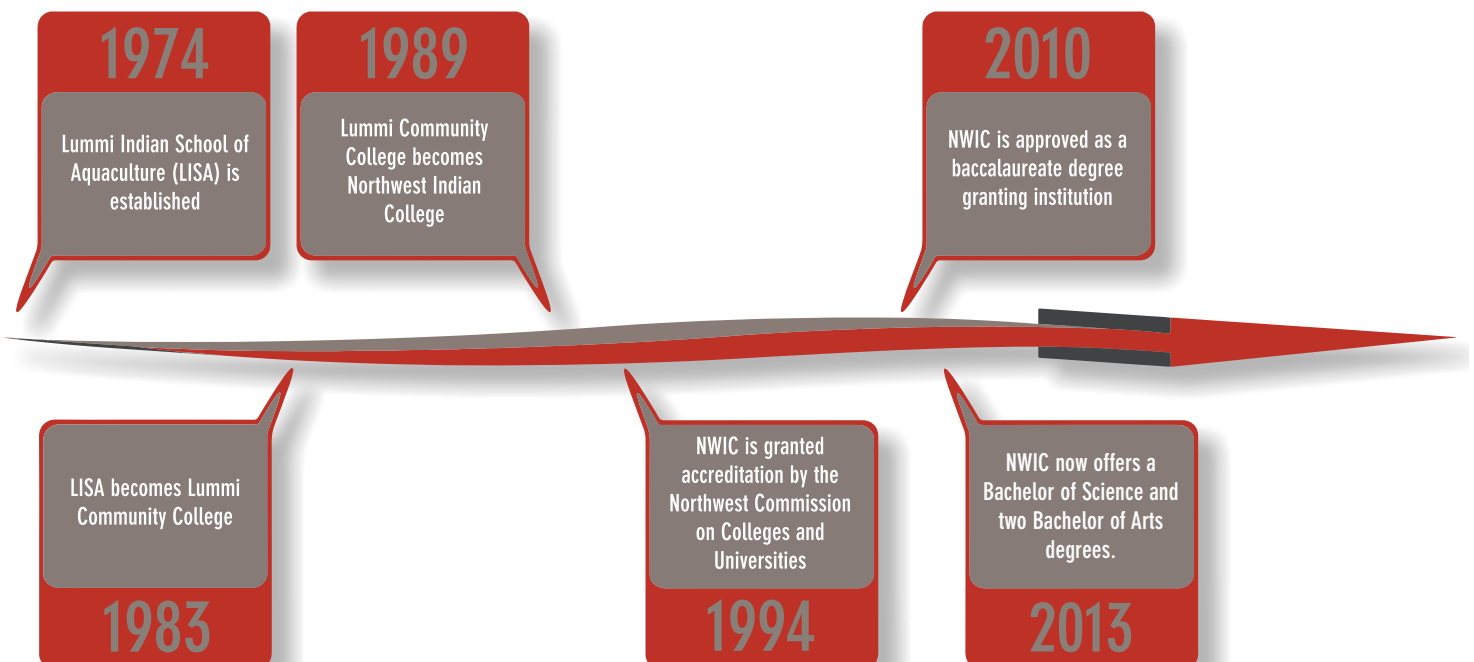 1974
Lummi Indian School of
Aquaculture (LISA) is
established
1989
Lummi Community
College becomes
Northwest Indian
College
2010
NWIC is approved as a
baccalaureate degree
granting institution
LISA becomes Lummi
Community College
1983
NWIC is granted
accreditation by the
Northwest Commission
on Colleges and
Universities
1994
NWIC now offers a
Bachelor of Science and
two Bachelor of Arts
degrees.
2013